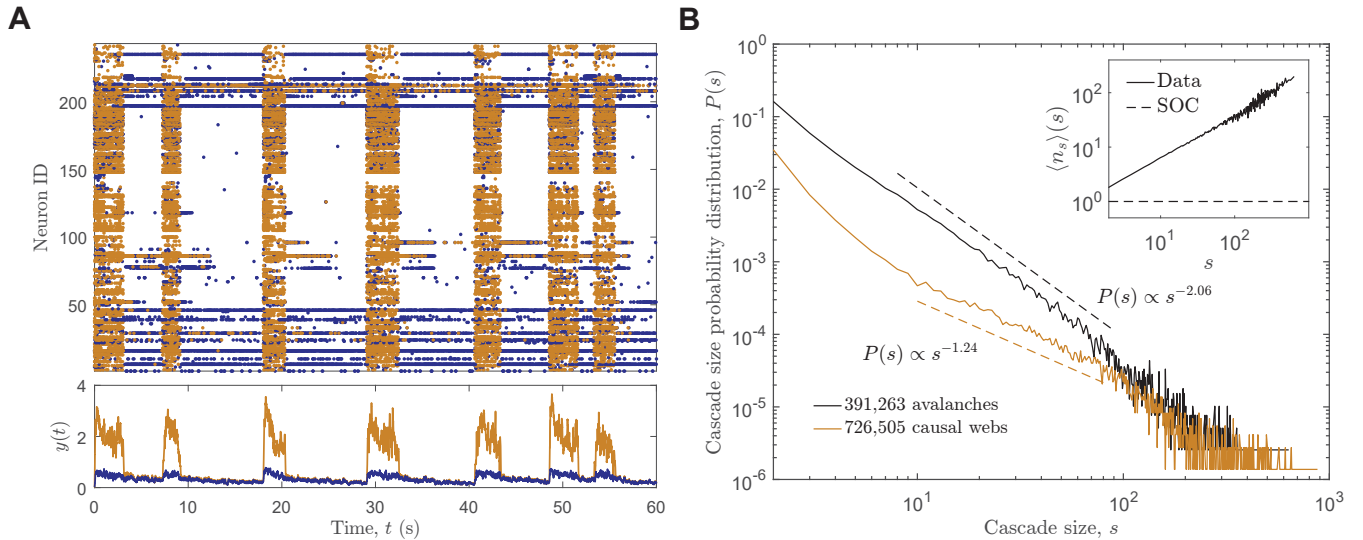 A
Neuron ID
200
150
100
50
y(t)
4
2
0
0 10 20 30 40 50 60
Time, t (s)
B
Cascade size probability distribution, P(s)
10^0
10^-1
10^-2
10^-3
10^-4
10^-5
10^-6
10^1 10^2 10^3
Cascade size, s
P(s) ∝ s^-2.06
P(s) ∝ s^-1.24
391,263 avalanches
726,505 causal webs
⟨n_s⟩(s)
10^2
10^1
10^0
Data
SOC
10^1 10^2
s